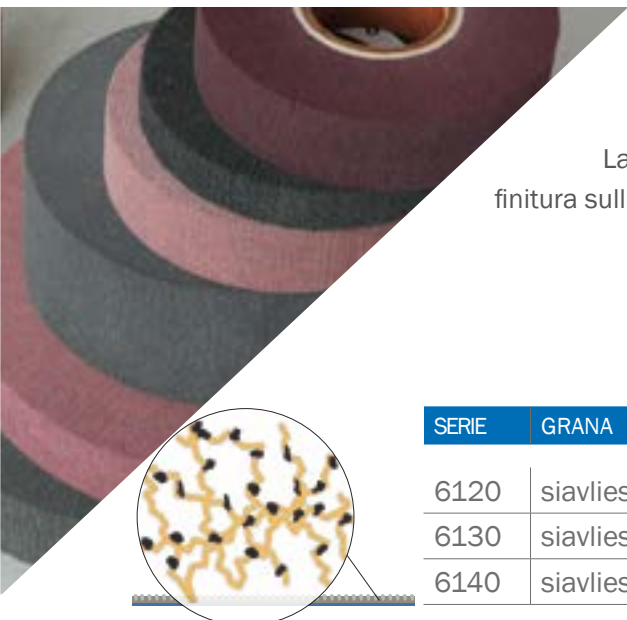 La
finitura sull
SERIE GRANA
6120 siavlies
6130 siavlies
6140 siavlies